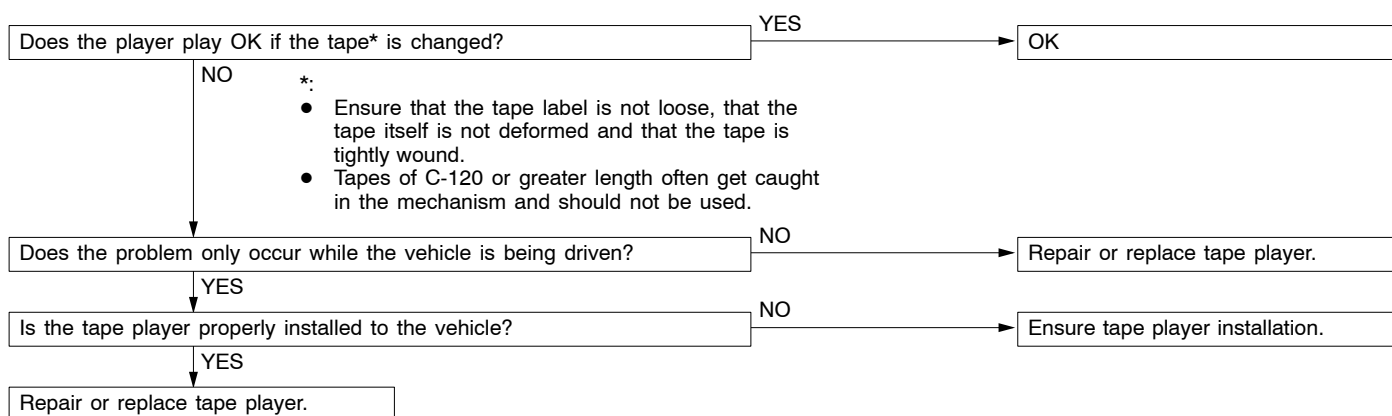 Does the player play OK if the tape* is changed?
YES
OK
NO
*:
● Ensure that the tape label is not loose, that the
tape itself is not deformed and that the tape is
tightly wound.
● Tapes of C-120 or greater length often get caught
in the mechanism and should not be used.
Does the problem only occur while the vehicle is being driven?
NO
Repair or replace tape player.
YES
Is the tape player properly installed to the vehicle?
NO
Ensure tape player installation.
YES
Repair or replace tape player.